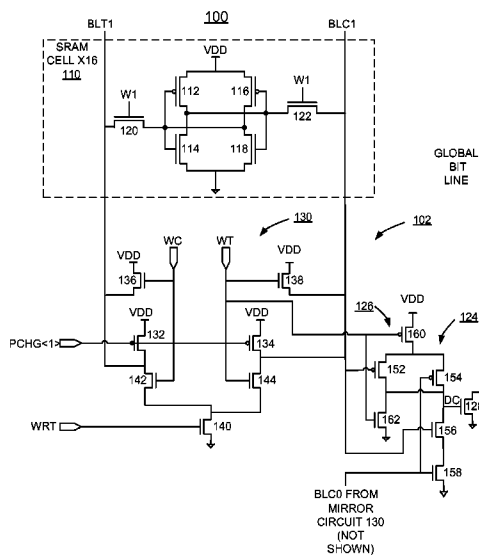 100
BLT1
BLC1
SRAM
CELL X16
110
VDD
W1
112
116
W1
120
122
114
118
GLOBAL
BIT
LINE
WC
WT
130
102
VDD
VDD
136
138
126
VDD
124
VDD
VDD
160
PCHG<1>
132
134
152
154
142
144
DC
128
162
156
WRT
140
158
BLC0 FROM
MIRROR
CIRCUIT 130
(NOT
SHOWN)